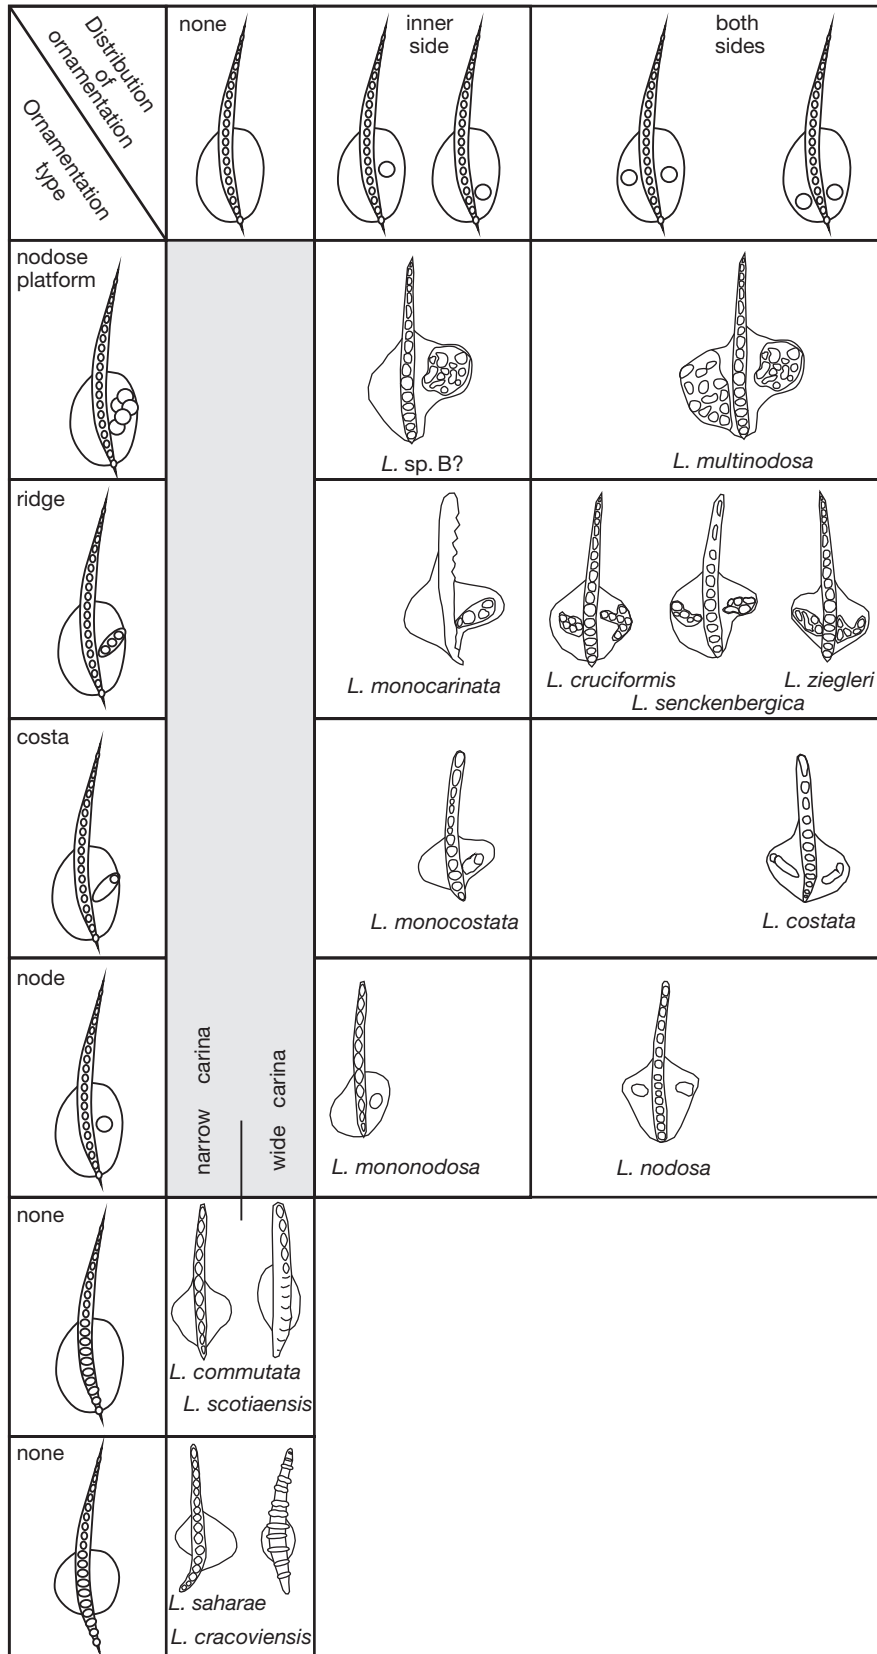 Distribution
of
ornamentation
Ornamentation
type
none
inner
side
both
sides
nodose
platform
L. sp. B?
L. multinodosa
ridge
L. monocarinata
L. cruciformis
L. ziegleri
L. senckenbergica
costa
L. monocostata
L. costata
node
narrow carina
wide carina
L. mononodosa
L. nodosa
none
L. commutata
L. scotiaensis
none
L. saharae
L. cracoviensis